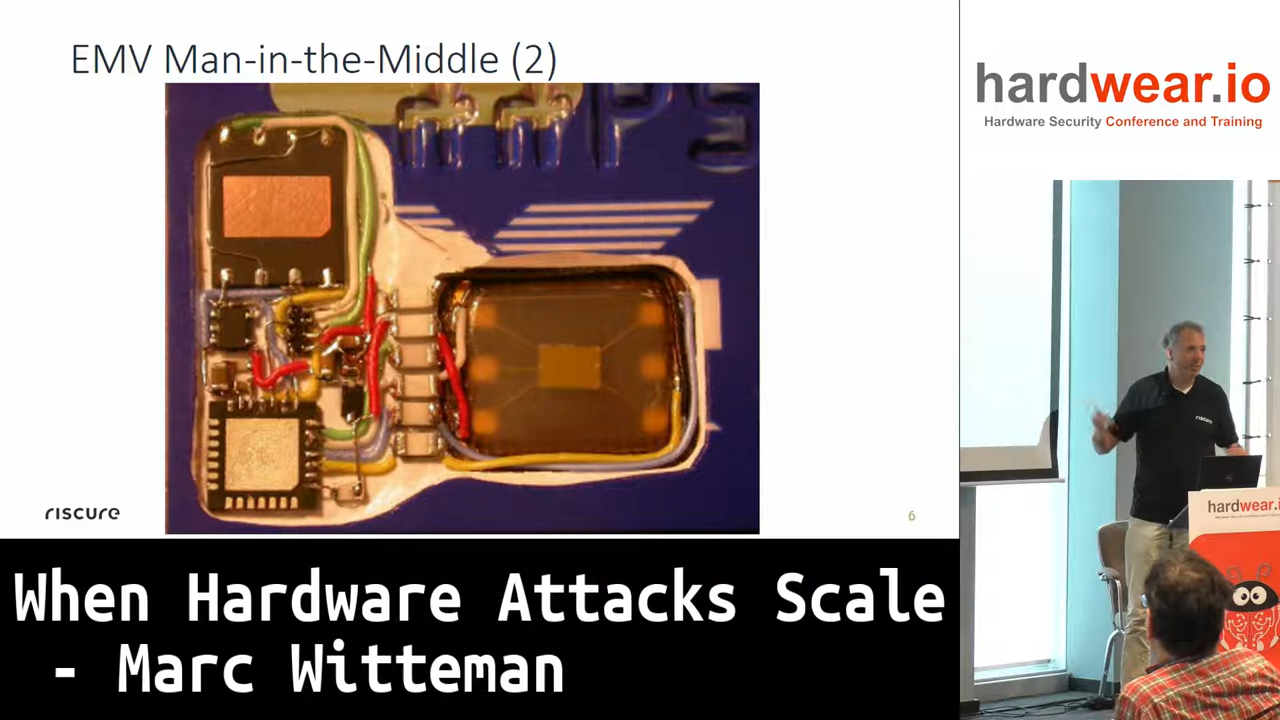 EMV Man-in-the-Middle (2)
riscure
6
When Hardware Attacks Scale
- Marc Witteman
hardwear.io
Hardware Security Conference and Training
riscure
hardwear.i